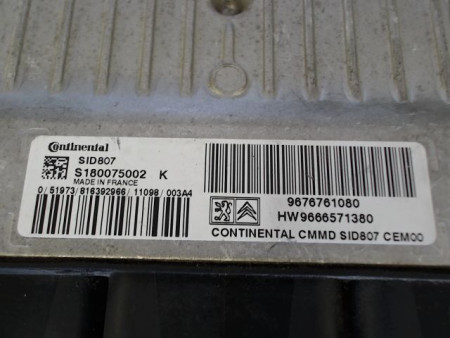 Continental
SID807
S180075002 K
MADE IN FRANCE
0/51973/816392966/11098/003A4
9676761080
HW9666571380
CONTINENTAL CMMD SID807 CEM00